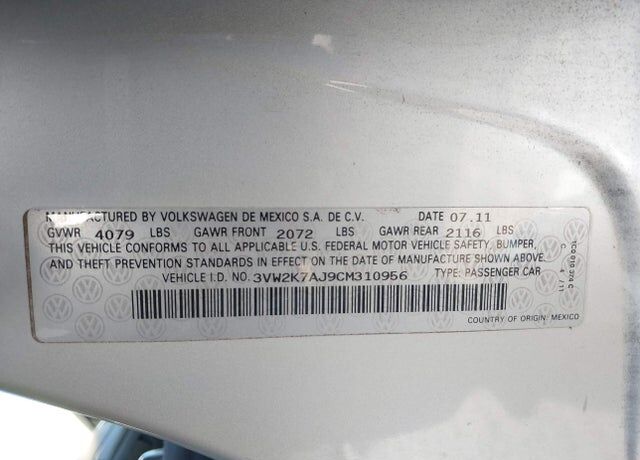 MANUFACTURED BY VOLKSWAGEN DE MEXICO S.A. DE C.V. DATE 07.11
GVWR 4079 LBS GAWR FRONT 2072 LBS GAWR REAR 2116 LBS
THIS VEHICLE CONFORMS TO ALL APPLICABLE U.S. FEDERAL MOTOR VEHICLE SAFETY, BUMPER,
AND THEFT PREVENTION STANDARDS IN EFFECT ON THE DATE OF MANUFACTURE SHOWN ABOVE.
VEHICLE I.D. NO. 3VW2K7AJ9CM310956 TYPE: PASSENGER CAR
COUNTRY OF ORIGIN: MEXICO